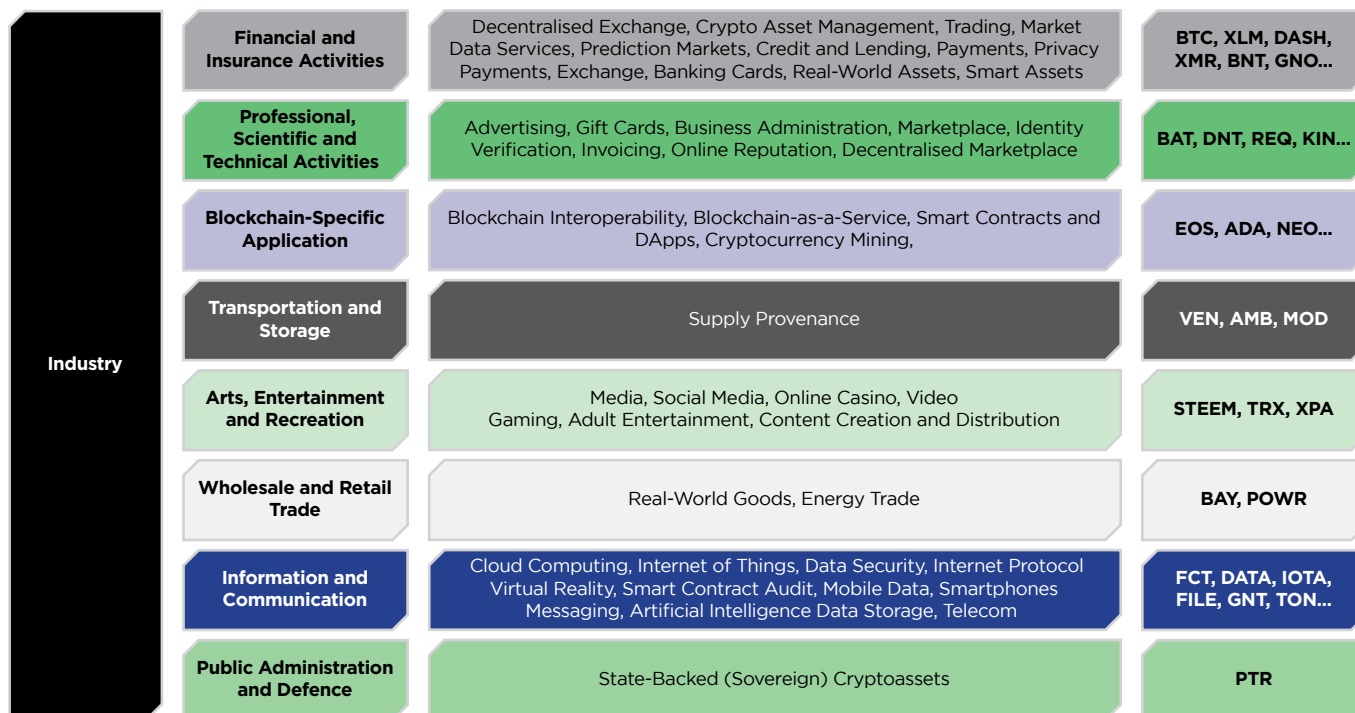 Industry
Financial and
Insurance Activities
Decentralised Exchange, Crypto Asset Management, Trading, Market
Data Services, Prediction Markets, Credit and Lending, Payments, Privacy
Payments, Exchange, Banking Cards, Real-World Assets, Smart Assets
BTC, XLM, DASH,
XMR, BNT, GNO...
Professional,
Scientific and
Technical Activities
Advertising, Gift Cards, Business Administration, Marketplace, Identity
Verification, Invoicing, Online Reputation, Decentralised Marketplace
BAT, DNT, REQ, KIN...
Blockchain-Specific
Application
Blockchain Interoperability, Blockchain-as-a-Service, Smart Contracts and
DApps, Cryptocurrency Mining,
EOS, ADA, NEO...
Transportation and
Storage
Supply Provenance
VEN, AMB, MOD
Arts, Entertainment
and Recreation
Media, Social Media, Online Casino, Video
Gaming, Adult Entertainment, Content Creation and Distribution
STEEM, TRX, XPA
Wholesale and Retail
Trade
Real-World Goods, Energy Trade
BAY, POWR
Information and
Communication
Cloud Computing, Internet of Things, Data Security, Internet Protocol
Virtual Reality, Smart Contract Audit, Mobile Data, Smartphones
Messaging, Artificial Intelligence Data Storage, Telecom
FCT, DATA, IOTA,
FILE, GNT, TON...
Public Administration
and Defence
State-Backed (Sovereign) Cryptoassets
PTR